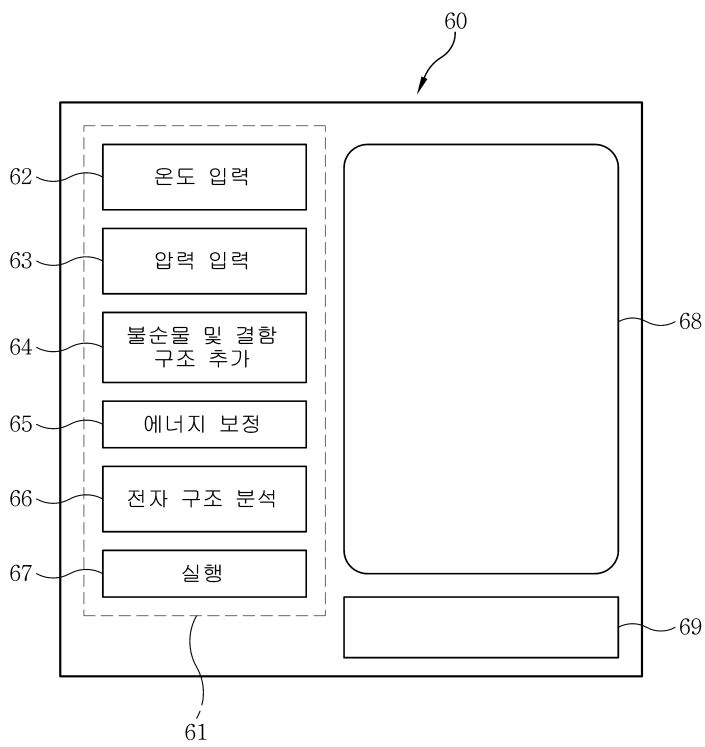 60
62
온도 입력
63
압력 입력
64
불순물 및 결함
구조 추가
68
65
에너지 보정
66
전자 구조 분석
67
실행
69
61